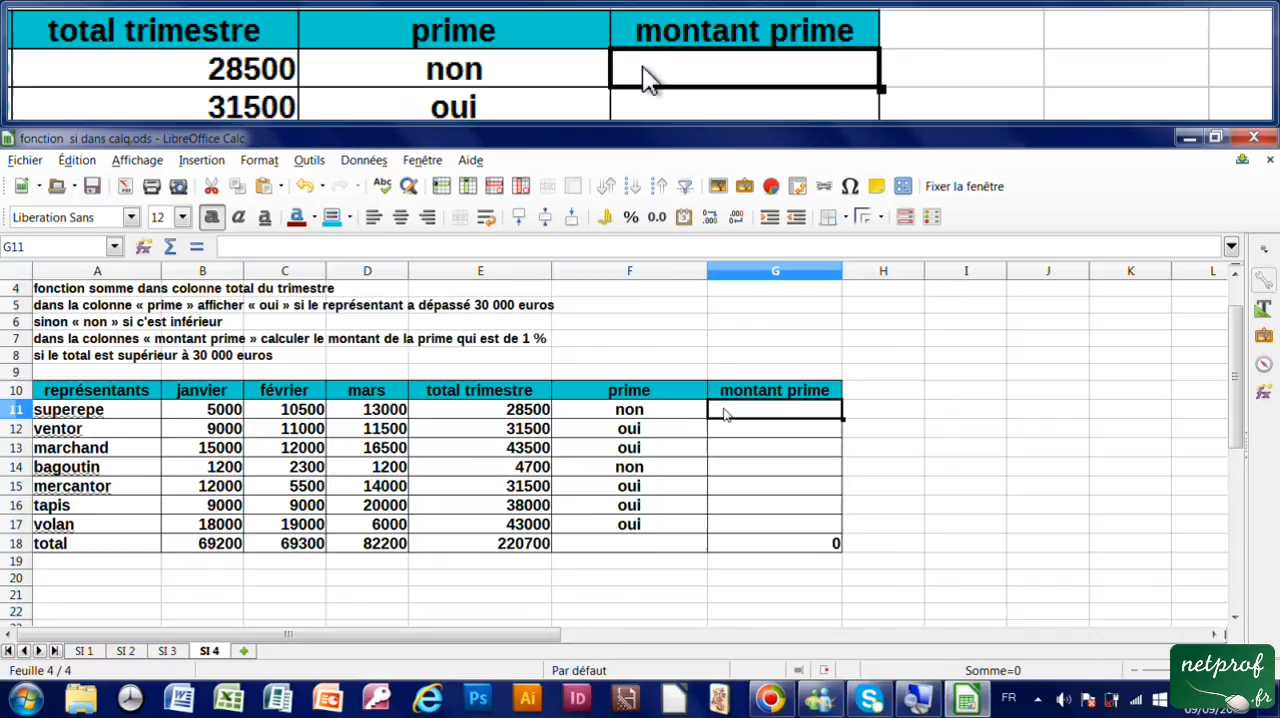 total trimestre prime montant prime
28500 non
31500 oui
fonction si dans calq.ods - LibreOffice Calc
Fichier Édition Affichage Insertion Format Outils Données Fenêtre Aide
Fixer la fenêtre
Liberation Sans 12 a a a % 0.0
G11
A B C D E F G H I J K L
4 fonction somme dans colonne total du trimestre
5 dans la colonne « prime » afficher « oui » si le représentant a dépassé 30 000 euros
6 sinon « non » si c'est inférieur
7 dans la colonnes « montant prime » calculer le montant de la prime qui est de 1 %
8 si le total est supérieur à 30 000 euros
9
10 représentants janvier février mars total trimestre prime montant prime
11 superepe 5000 10500 13000 28500 non
12 ventor 9000 11000 11500 31500 oui
13 marchand 15000 12000 16500 43500 oui
14 bagoutin 1200 2300 1200 4700 non
15 mercantor 12000 5500 14000 31500 oui
16 tapis 9000 9000 20000 38000 oui
17 volan 18000 19000 6000 43000 oui
18 total 69200 69300 82200 220700 0
19
20
21
22
SI 1 SI 2 SI 3 SI 4
Feuille 4 / 4 Par défaut Somme=0
netprof
.fr
Ps Ai Id FR